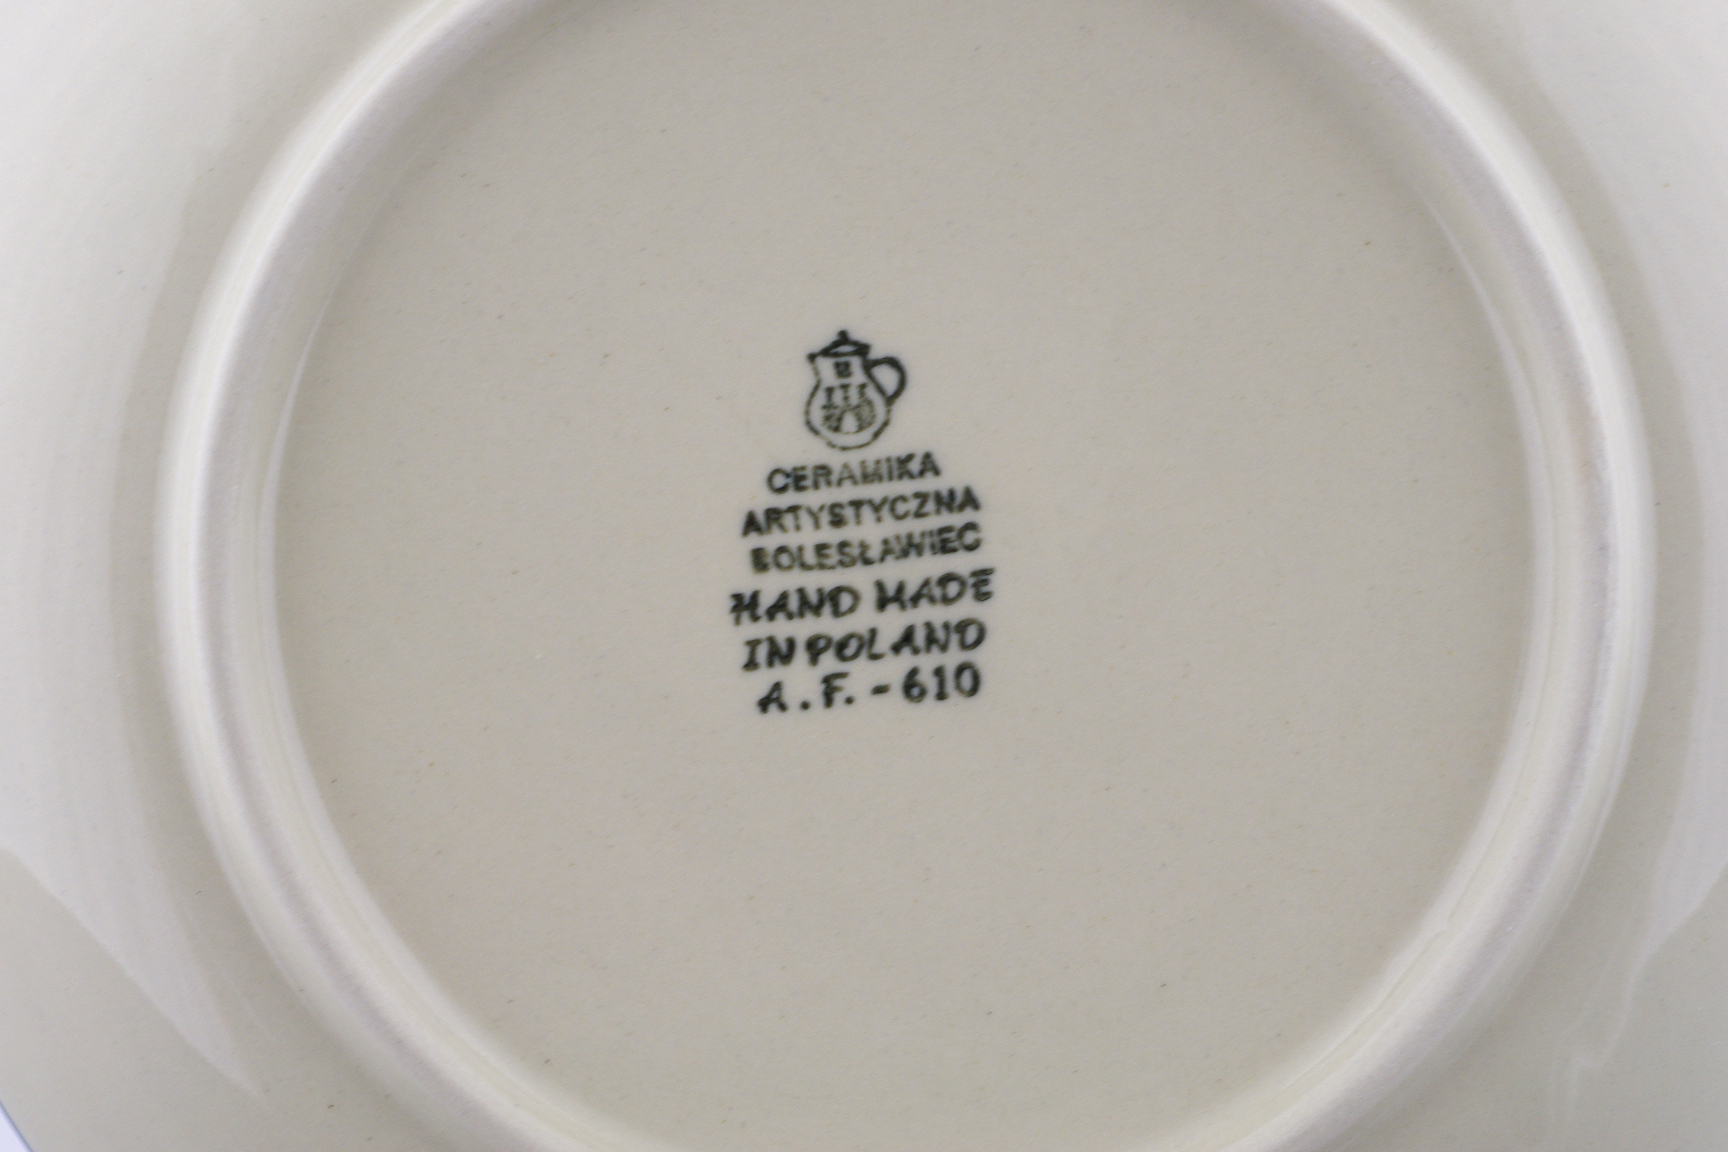 CERAMIKA
ARTYSTYCZNA
BOLESŁAWIEC
HAND MADE
IN POLAND
A.F.-610